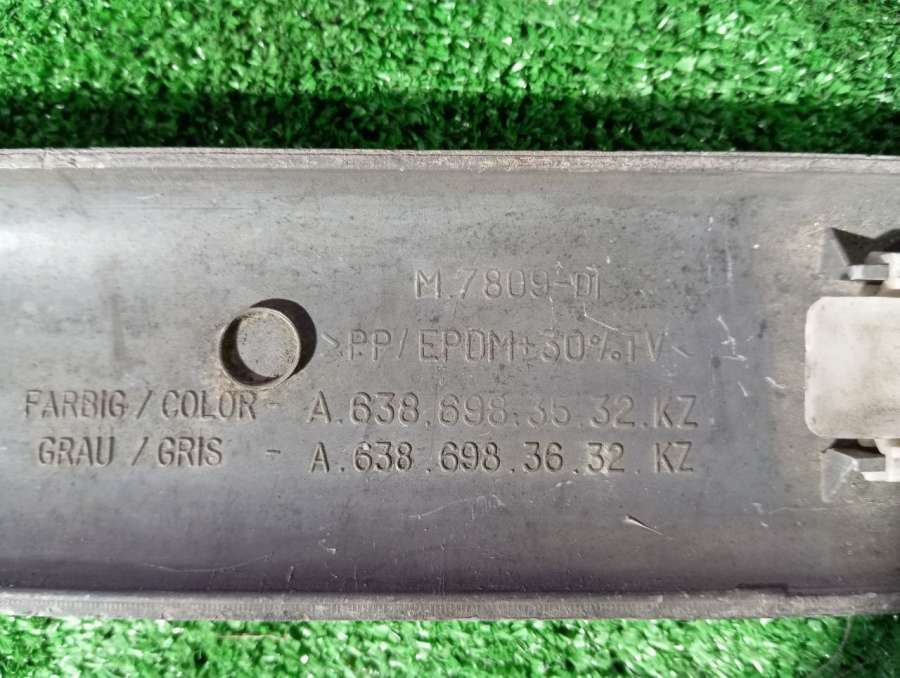 M.7809-D1
>PP/EPDM+30%TV<
FARBIG/COLOR - A.638.698.35.32.KZ
GRAU/GRIS - A.638.698.36.32.KZ